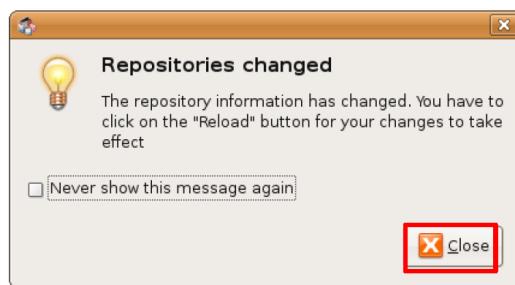 Repositories changed
The repository information has changed. You have to
click on the "Reload" button for your changes to take
effect
Never show this message again
Close